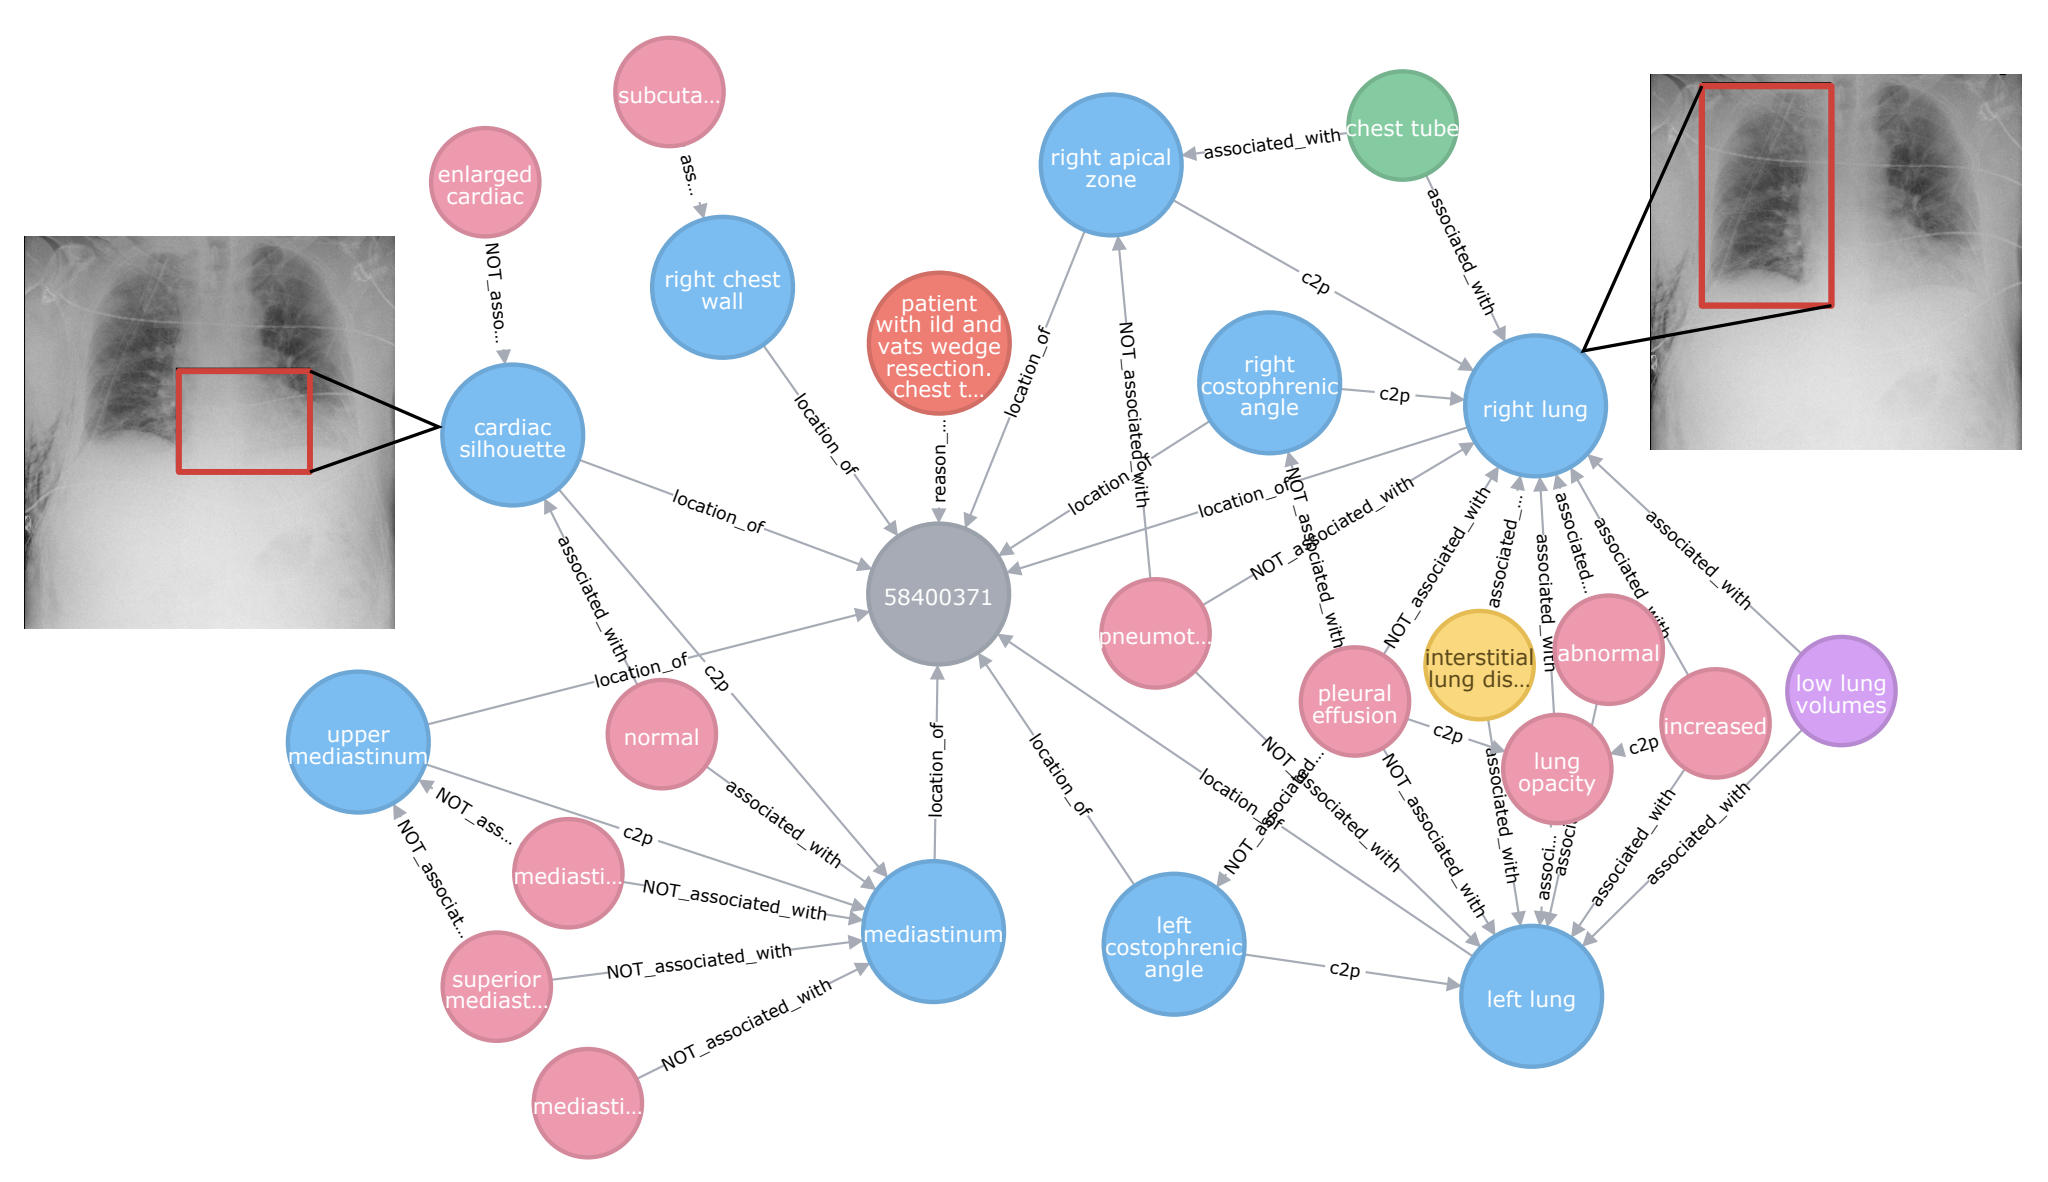 subcuta...
chest tube
enlarged
cardiac
right apical
zone
associated_with
ass...
associated_with
NOT_asso...
right chest
wall
c2p
patient
with ild and
vats wedge
resection.
chest t...
location_of
NOT_associated_with
right
costophrenic
angle
c2p
right lung
cardiac
silhouette
location_of
reason_...
location_of
location_of
location_of
NOT_associated_with
NOT_associated_with
NOT_associated_with
associated_...
associated_with
associated...
associated_with
associated_with
associated_with
58400371
pneumot...
interstitial
lung dis...
abnormal
low lung
volumes
pleural
effusion
increased
c2p
c2p
lung
opacity
location_of
c2p
normal
upper
mediastinum
location_of
location_of
location_of
NOT_associated_with
NOT_associated...
NOT_associated_with
associated_with
associated_with
associated_with
associ...
associ
NOT_ass...
c2p
associated_with
NOT_associat...
mediasti...
NOT_associated_with
mediastinum
left
costophrenic
angle
superior
mediast...
NOT_associated_with
c2p
left lung
NOT_associated_with
mediasti...